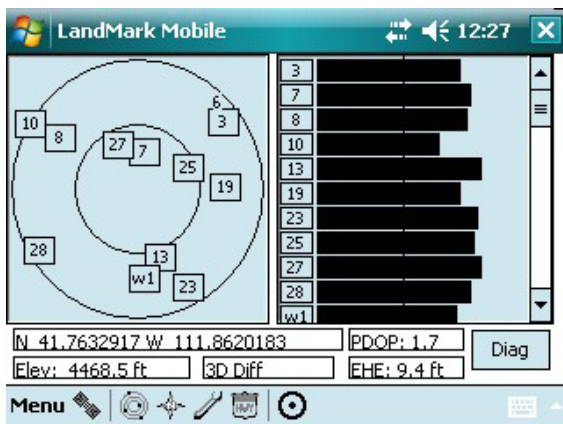 LandMark Mobile 12:27
6
3
10
8
27
7
25
19
28
13
w1
23
3
7
8
10
13
19
23
25
27
28
w1
N 41.7632917 W 111.8620183
PDOP: 1.7
Diag
Elev: 4468.5 ft
3D Diff
EHE: 9.4 ft
Menu
HWY